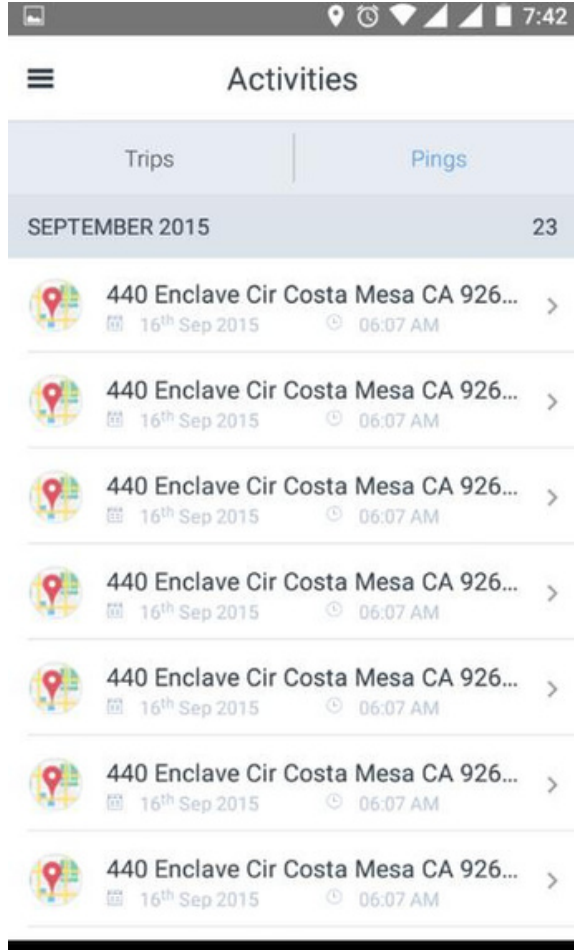 7:42
Activities
Trips Pings
SEPTEMBER 2015 23
440 Enclave Cir Costa Mesa CA 926...
16th Sep 2015 06:07 AM
440 Enclave Cir Costa Mesa CA 926...
16th Sep 2015 06:07 AM
440 Enclave Cir Costa Mesa CA 926...
16th Sep 2015 06:07 AM
440 Enclave Cir Costa Mesa CA 926...
16th Sep 2015 06:07 AM
440 Enclave Cir Costa Mesa CA 926...
16th Sep 2015 06:07 AM
440 Enclave Cir Costa Mesa CA 926...
16th Sep 2015 06:07 AM
440 Enclave Cir Costa Mesa CA 926...
16th Sep 2015 06:07 AM